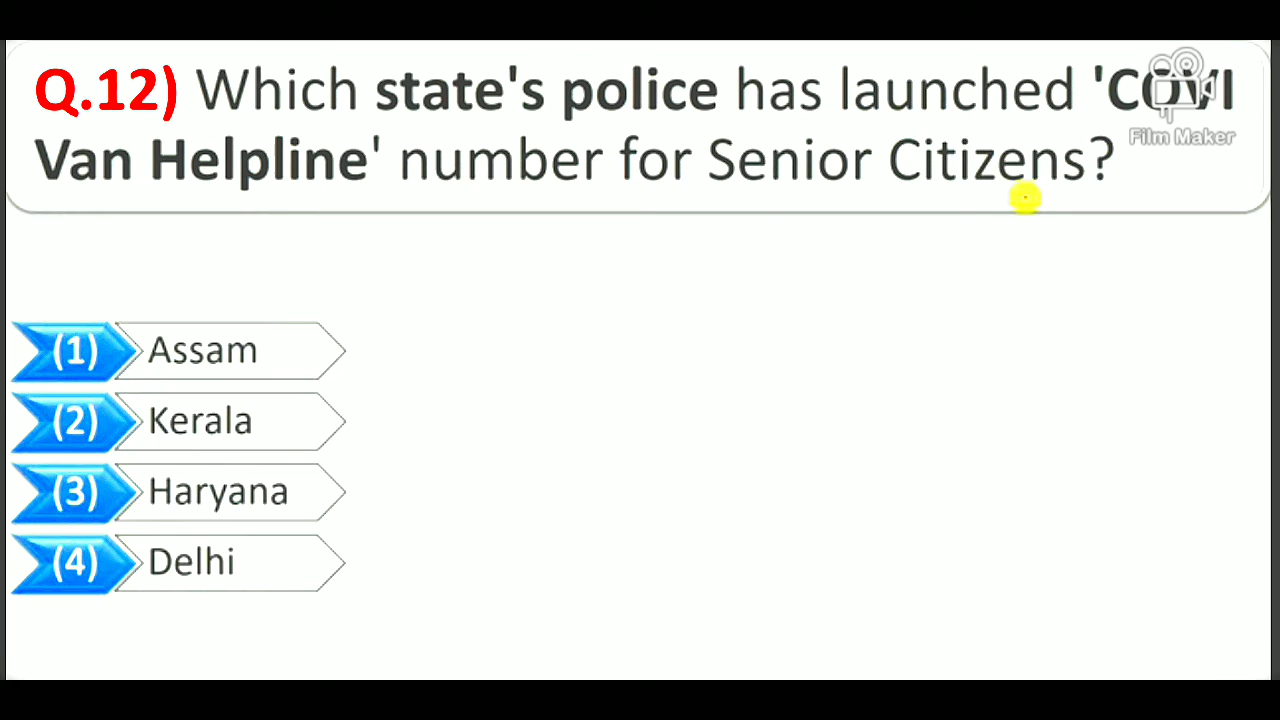 Q.12) Which state's police has launched 'COVI
Van Helpline' number for Senior Citizens?
Film Maker
(1) Assam
(2) Kerala
(3) Haryana
(4) Delhi